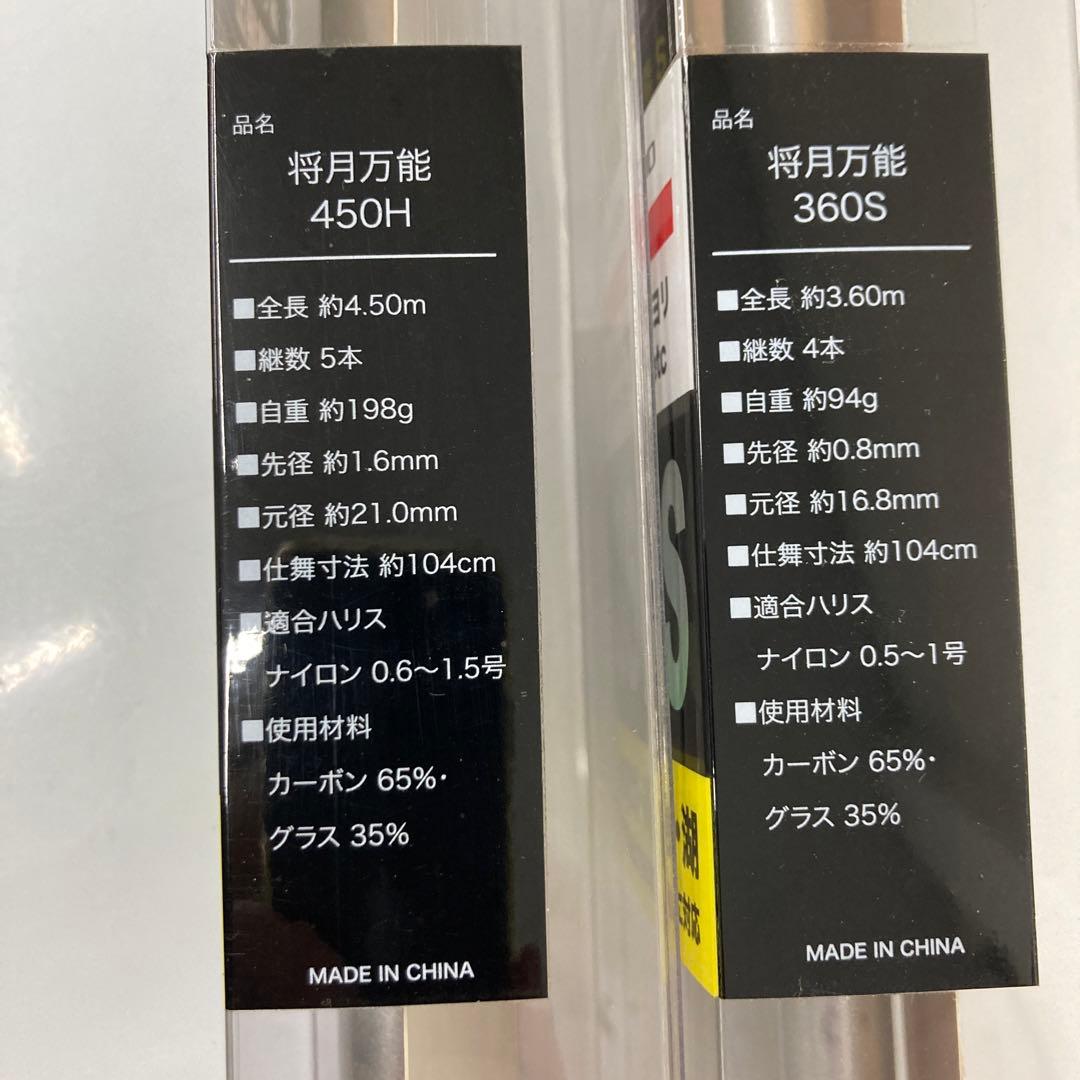 品名
将月万能
450H
■全長 約4.50m
■継数 5本
■自重 約198g
■先径 約1.6mm
■元径 約21.0mm
■仕舞寸法 約104cm
■適合ハリス
ナイロン 0.6〜1.5号
■使用材料
カーボン 65%・
グラス 35%
MADE IN CHINA
ヨリ
etc
S
・湖
に対応
品名
将月万能
360S
■全長 約3.60m
■継数 4本
■自重 約94g
■先径 約0.8mm
■元径 約16.8mm
■仕舞寸法 約104cm
■適合ハリス
ナイロン 0.5〜1号
■使用材料
カーボン 65%・
グラス 35%
MADE IN CHINA